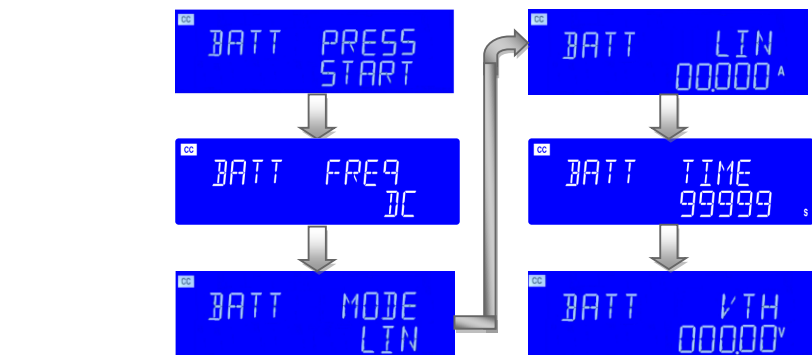 CC
BATT PRESS
START
CC
BATT FREQ
DC
CC
BATT MODE
LIN
CC
BATT LIN
00.000 A
CC
BATT TIME
99999 s
CC
BATT VTH
000.00 V